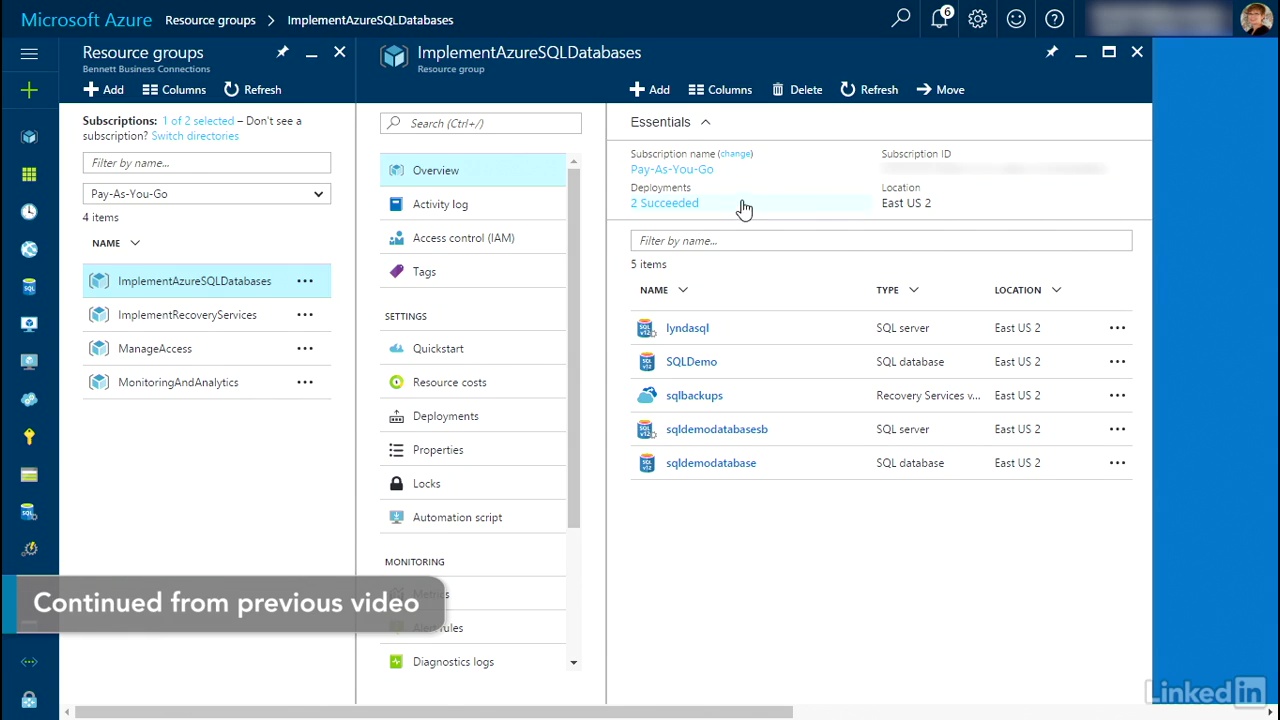 Microsoft Azure Resource groups > ImplementAzureSQLDatabases
6
Resource groups
Bennett Business Connections
Add Columns Refresh
Subscriptions: 1 of 2 selected – Don't see a
subscription? Switch directories
Filter by name...
Pay-As-You-Go
4 items
NAME
ImplementAzureSQLDatabases
ImplementRecoveryServices
ManageAccess
MonitoringAndAnalytics
ImplementAzureSQLDatabases
Resource group
Add Columns Delete Refresh Move
Search (Ctrl+/)
Overview
Activity log
Access control (IAM)
Tags
SETTINGS
Quickstart
Resource costs
Deployments
Properties
Locks
Automation script
MONITORING
Metrics
Alert rules
Diagnostics logs
Essentials
Subscription name (change) Subscription ID
Pay-As-You-Go
Deployments Location
2 Succeeded East US 2
Filter by name...
5 items
NAME TYPE LOCATION
lyndasql SQL server East US 2
SQLDemo SQL database East US 2
sqlbackups Recovery Services v... East US 2
sqldemodatabasesb SQL server East US 2
sqldemodatabase SQL database East US 2
Continued from previous video
LinkedIn